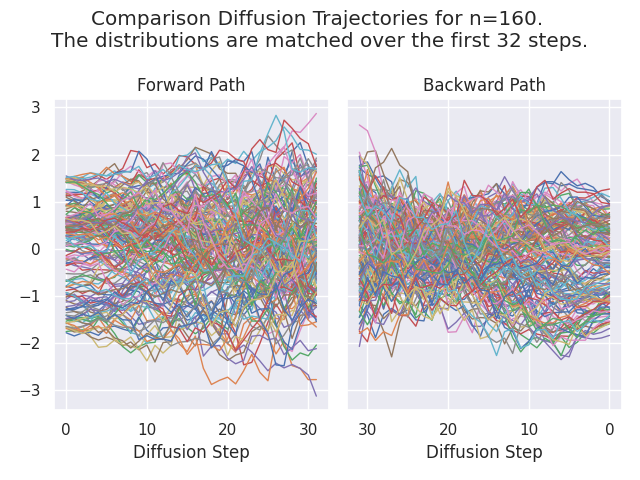 Comparison Diffusion Trajectories for n=160.
The distributions are matched over the first 32 steps.
Forward Path
Backward Path
3
2
1
0
−1
−2
−3
0 10 20 30
30 20 10 0
Diffusion Step
Diffusion Step